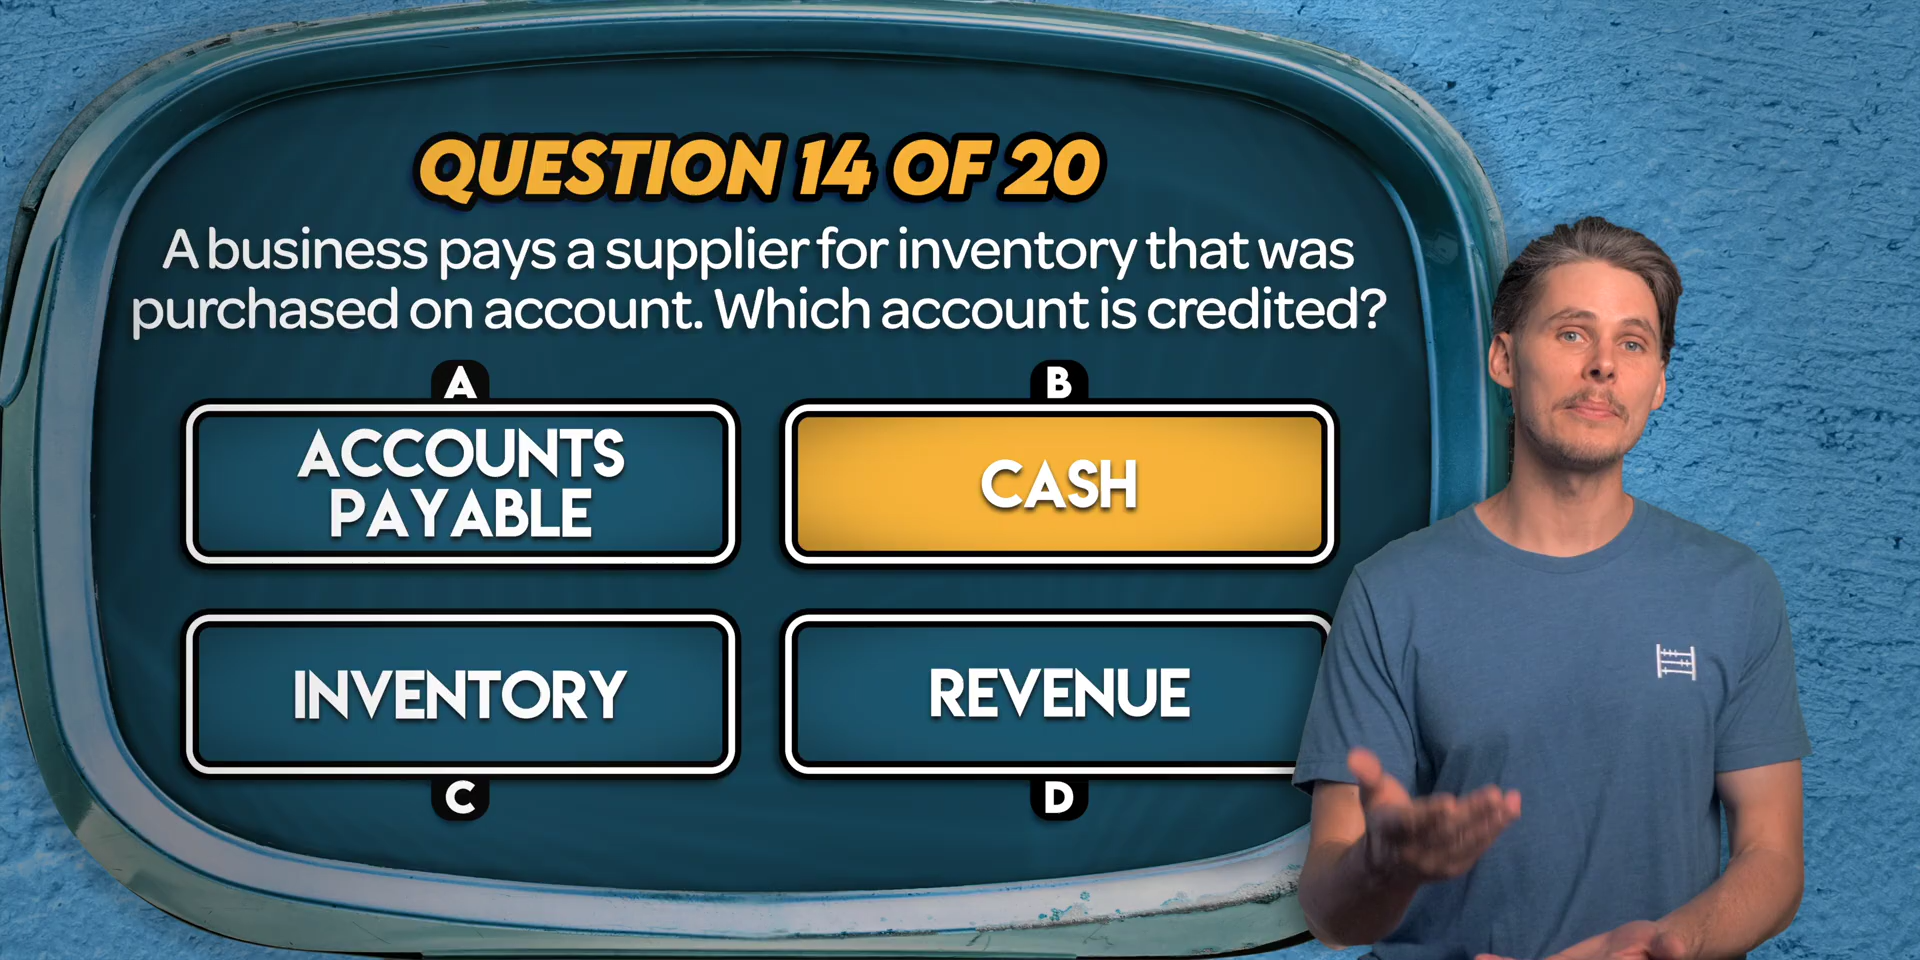 QUESTION 14 OF 20
A business pays a supplier for inventory that was
purchased on account. Which account is credited?
A
ACCOUNTS
PAYABLE
B
CASH
INVENTORY
C
REVENUE
D